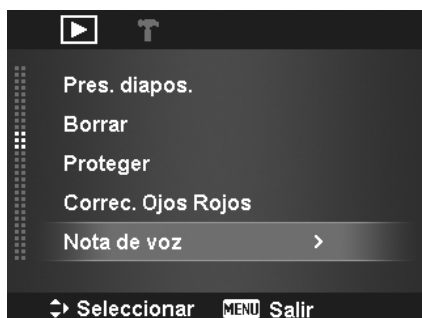 Pres. diapos.
Borrar
Proteger
Correc. Ojos Rojos
Nota de voz
Seleccionar MENU Salir